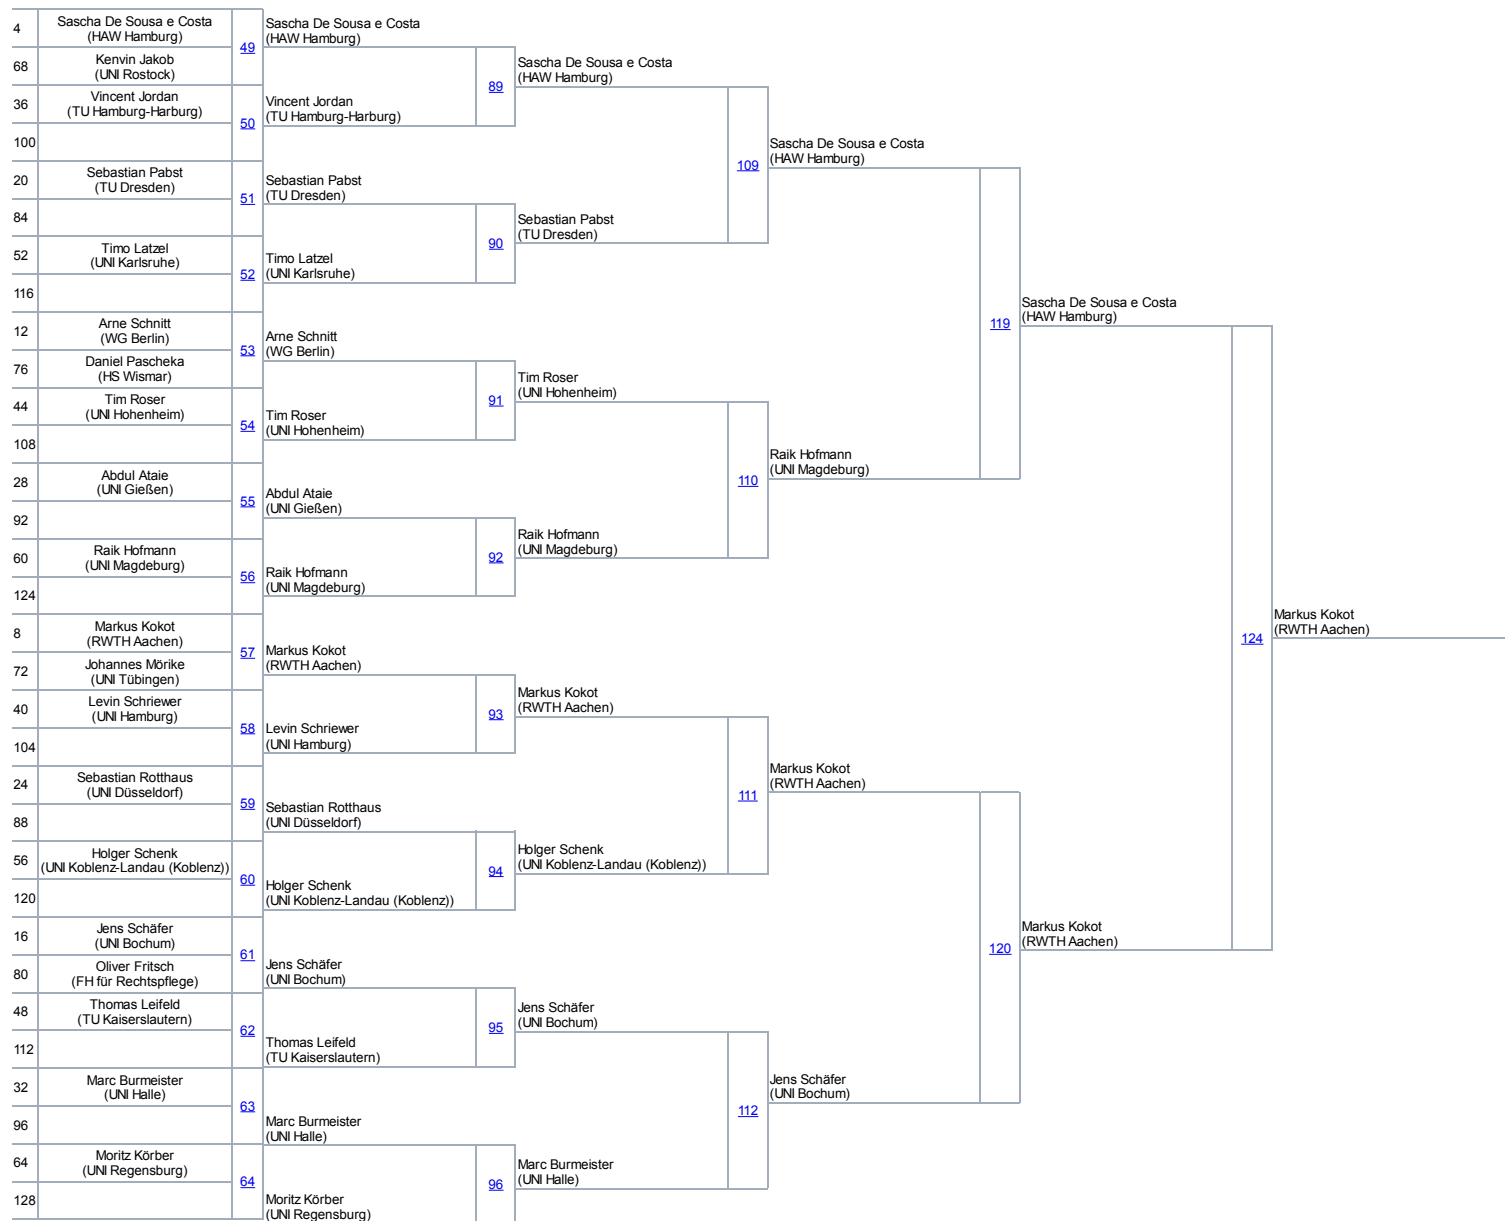 4
Sascha De Sousa e Costa
(HAW Hamburg)
68
Kenvin Jakob
(UNI Rostock)
36
Vincent Jordan
(TU Hamburg-Harburg)
100
20
Sebastian Pabst
(TU Dresden)
84
52
Timo Latzel
(UNI Karlsruhe)
116
12
Arne Schnitt
(WG Berlin)
76
Daniel Pascheka
(HS Wismar)
44
Tim Roser
(UNI Hohenheim)
108
28
Abdul Ataie
(UNI Gießen)
92
60
Raik Hofmann
(UNI Magdeburg)
124
8
Markus Kokot
(RWTH Aachen)
72
Johannes Mörike
(UNI Tübingen)
40
Levin Schriewer
(UNI Hamburg)
104
24
Sebastian Rotthaus
(UNI Düsseldorf)
88
56
Holger Schenk
(UNI Koblenz-Landau (Koblenz))
120
16
Jens Schäfer
(UNI Bochum)
80
Oliver Fritsch
(FH für Rechtspflege)
48
Thomas Leifeld
(TU Kaiserslautern)
112
32
Marc Burmeister
(UNI Halle)
96
64
Moritz Körber
(UNI Regensburg)
128
49
50
51
52
53
54
55
56
57
58
59
60
61
62
63
64
Sascha De Sousa e Costa
(HAW Hamburg)
Vincent Jordan
(TU Hamburg-Harburg)
Sebastian Pabst
(TU Dresden)
Timo Latzel
(UNI Karlsruhe)
Arne Schnitt
(WG Berlin)
Tim Roser
(UNI Hohenheim)
Abdul Ataie
(UNI Gießen)
Raik Hofmann
(UNI Magdeburg)
Markus Kokot
(RWTH Aachen)
Levin Schriewer
(UNI Hamburg)
Sebastian Rotthaus
(UNI Düsseldorf)
Holger Schenk
(UNI Koblenz-Landau (Koblenz))
Jens Schäfer
(UNI Bochum)
Thomas Leifeld
(TU Kaiserslautern)
Marc Burmeister
(UNI Halle)
Moritz Körber
(UNI Regensburg)
89
90
91
92
93
94
95
96
Sascha De Sousa e Costa
(HAW Hamburg)
Sebastian Pabst
(TU Dresden)
Tim Roser
(UNI Hohenheim)
Raik Hofmann
(UNI Magdeburg)
Markus Kokot
(RWTH Aachen)
Holger Schenk
(UNI Koblenz-Landau (Koblenz))
Jens Schäfer
(UNI Bochum)
Marc Burmeister
(UNI Halle)
109
110
111
112
Sascha De Sousa e Costa
(HAW Hamburg)
Raik Hofmann
(UNI Magdeburg)
Markus Kokot
(RWTH Aachen)
Jens Schäfer
(UNI Bochum)
119
120
Sascha De Sousa e Costa
(HAW Hamburg)
Markus Kokot
(RWTH Aachen)
124
Markus Kokot
(RWTH Aachen)